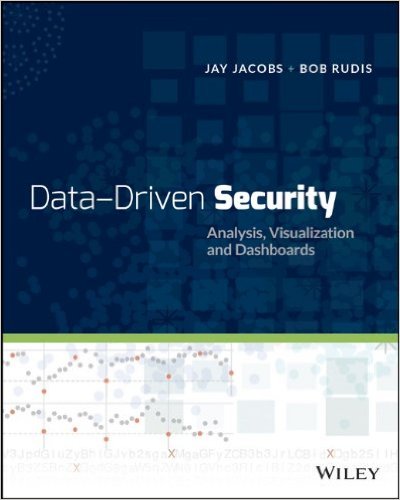 JAY JACOBS + BOB RUDIS
Data–Driven Security
Analysis, Visualization
and Dashboards
WILEY